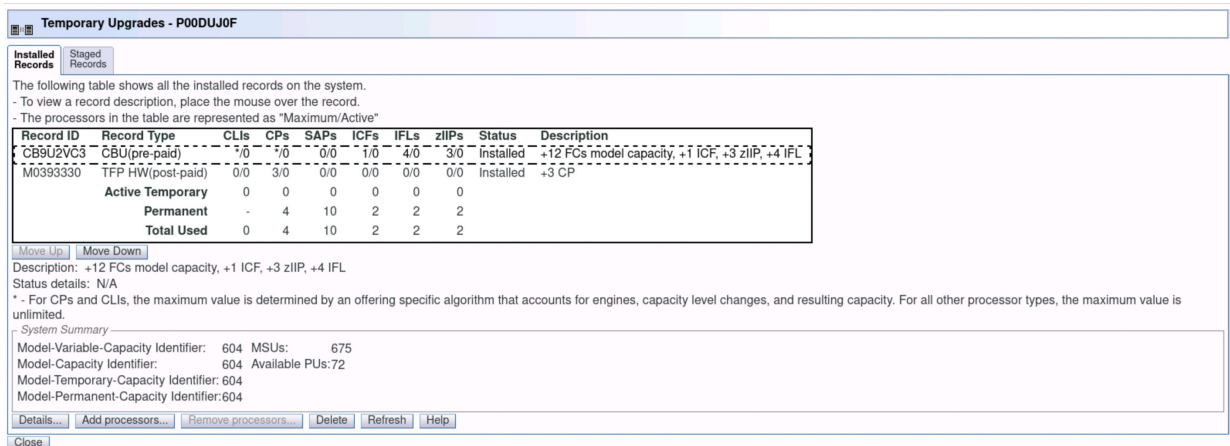 Temporary Upgrades - P00DUJ0F
Installed Records
Staged Records
The following table shows all the installed records on the system.
- To view a record description, place the mouse over the record.
- The processors in the table are represented as "Maximum/Active"
Record ID Record Type CLIs CPs SAPs ICFs IFLs zIIPs Status Description
CB9U2VC3 CBU(pre-paid) */0 */0 0/0 1/0 4/0 3/0 Installed +12 FCs model capacity, +1 ICF, +3 zIIP, +4 IFL
M0393330 TFP HW(post-paid) 0/0 3/0 0/0 0/0 0/0 0/0 Installed +3 CP
Active Temporary 0 0 0 0 0 0
Permanent - 4 10 2 2 2
Total Used 0 4 10 2 2 2
Move Up Move Down
Description: +12 FCs model capacity, +1 ICF, +3 zIIP, +4 IFL
Status details: N/A
* - For CPs and CLIs, the maximum value is determined by an offering specific algorithm that accounts for engines, capacity level changes, and resulting capacity. For all other processor types, the maximum value is
unlimited.
System Summary
Model-Variable-Capacity Identifier: 604 MSUs: 675
Model-Capacity Identifier: 604 Available PUs:72
Model-Temporary-Capacity Identifier: 604
Model-Permanent-Capacity Identifier:604
Details... Add processors... Remove processors... Delete Refresh Help
Close